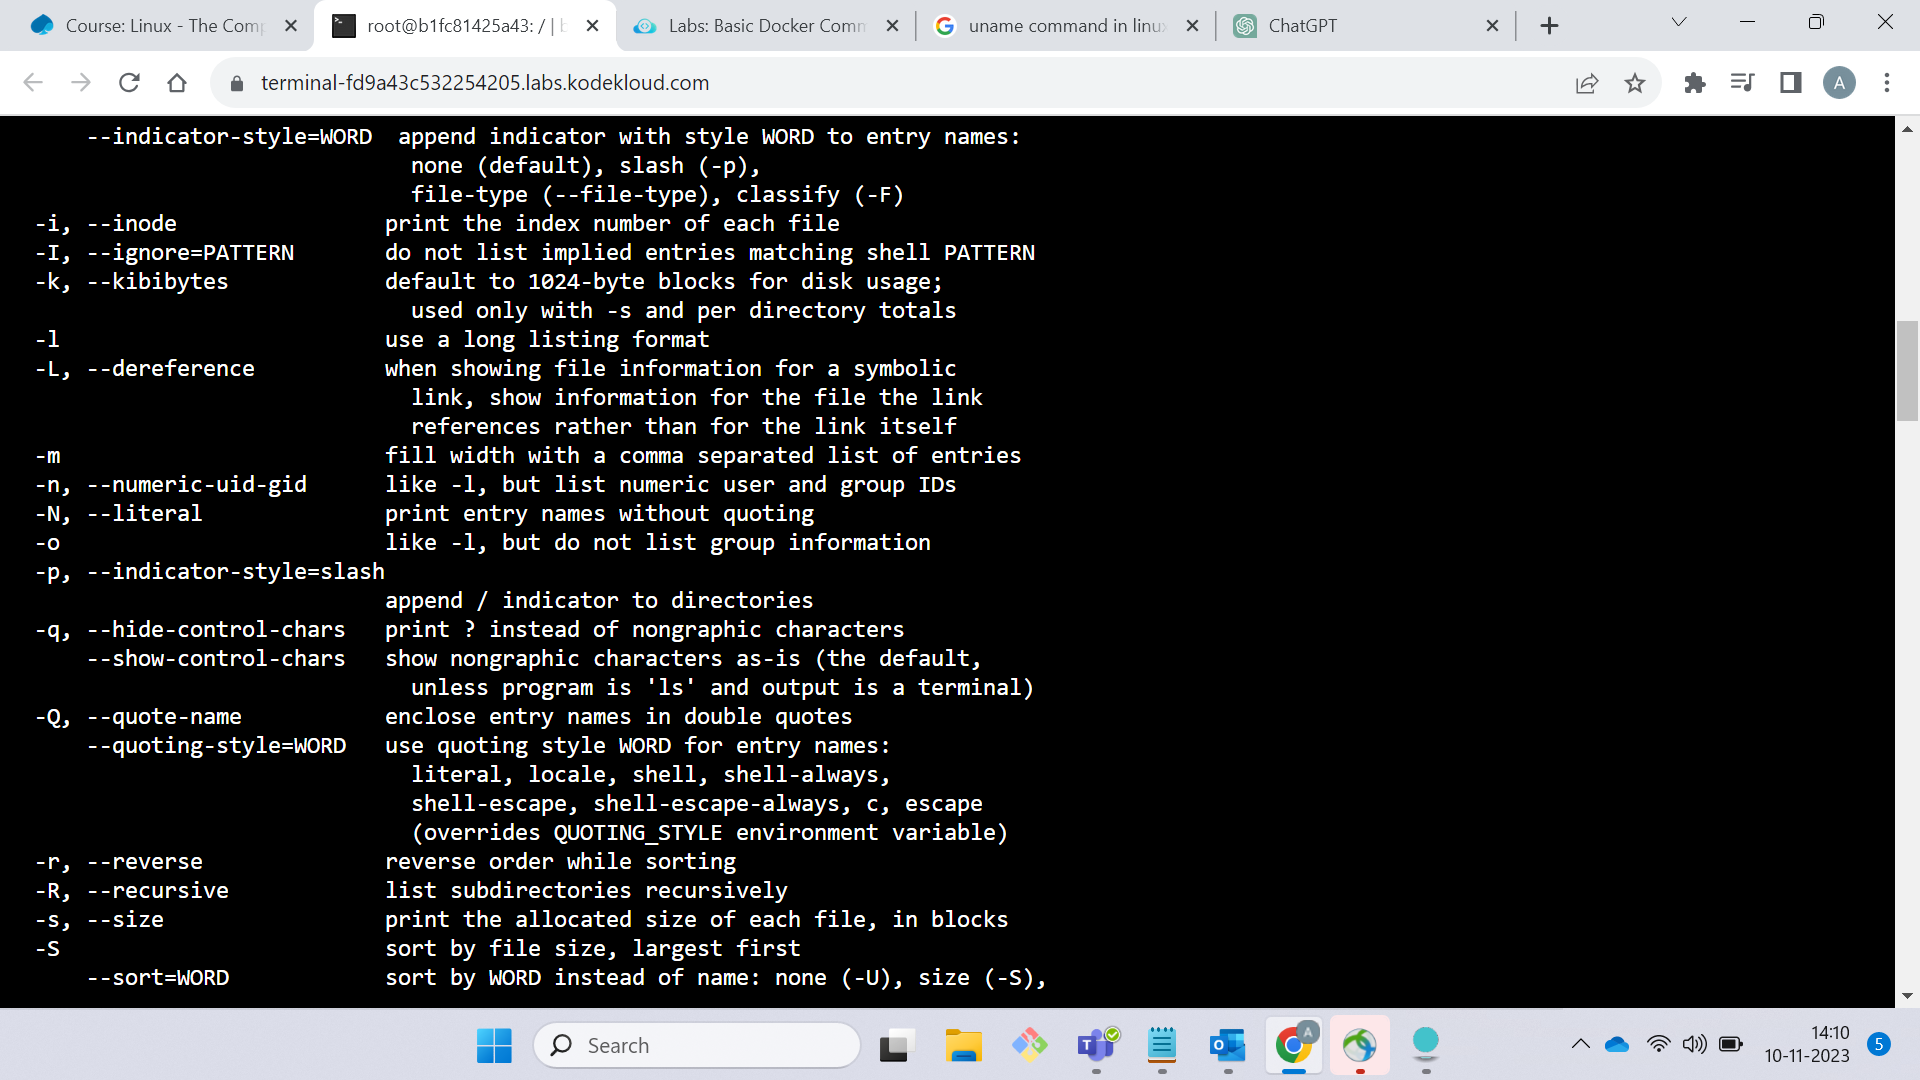 Course: Linux - The Comp
root@b1fc81425a43: / | b
Labs: Basic Docker Comm
uname command in linux
ChatGPT
terminal-fd9a43c532254205.labs.kodekloud.com
A
--indicator-style=WORD  append indicator with style WORD to entry names:
none (default), slash (-p),
file-type (--file-type), classify (-F)
-i, --inode                print the index number of each file
-I, --ignore=PATTERN       do not list implied entries matching shell PATTERN
-k, --kibibytes            default to 1024-byte blocks for disk usage;
used only with -s and per directory totals
-l                         use a long listing format
-L, --dereference          when showing file information for a symbolic
link, show information for the file the link
references rather than for the link itself
-m                         fill width with a comma separated list of entries
-n, --numeric-uid-gid      like -l, but list numeric user and group IDs
-N, --literal              print entry names without quoting
-o                         like -l, but do not list group information
-p, --indicator-style=slash
append / indicator to directories
-q, --hide-control-chars   print ? instead of nongraphic characters
--show-control-chars   show nongraphic characters as-is (the default,
unless program is 'ls' and output is a terminal)
-Q, --quote-name           enclose entry names in double quotes
--quoting-style=WORD   use quoting style WORD for entry names:
literal, locale, shell, shell-always,
shell-escape, shell-escape-always, c, escape
(overrides QUOTING_STYLE environment variable)
-r, --reverse              reverse order while sorting
-R, --recursive            list subdirectories recursively
-s, --size                 print the allocated size of each file, in blocks
-S                         sort by file size, largest first
--sort=WORD            sort by WORD instead of name: none (-U), size (-S),
Search
A
14:10
10-11-2023
5